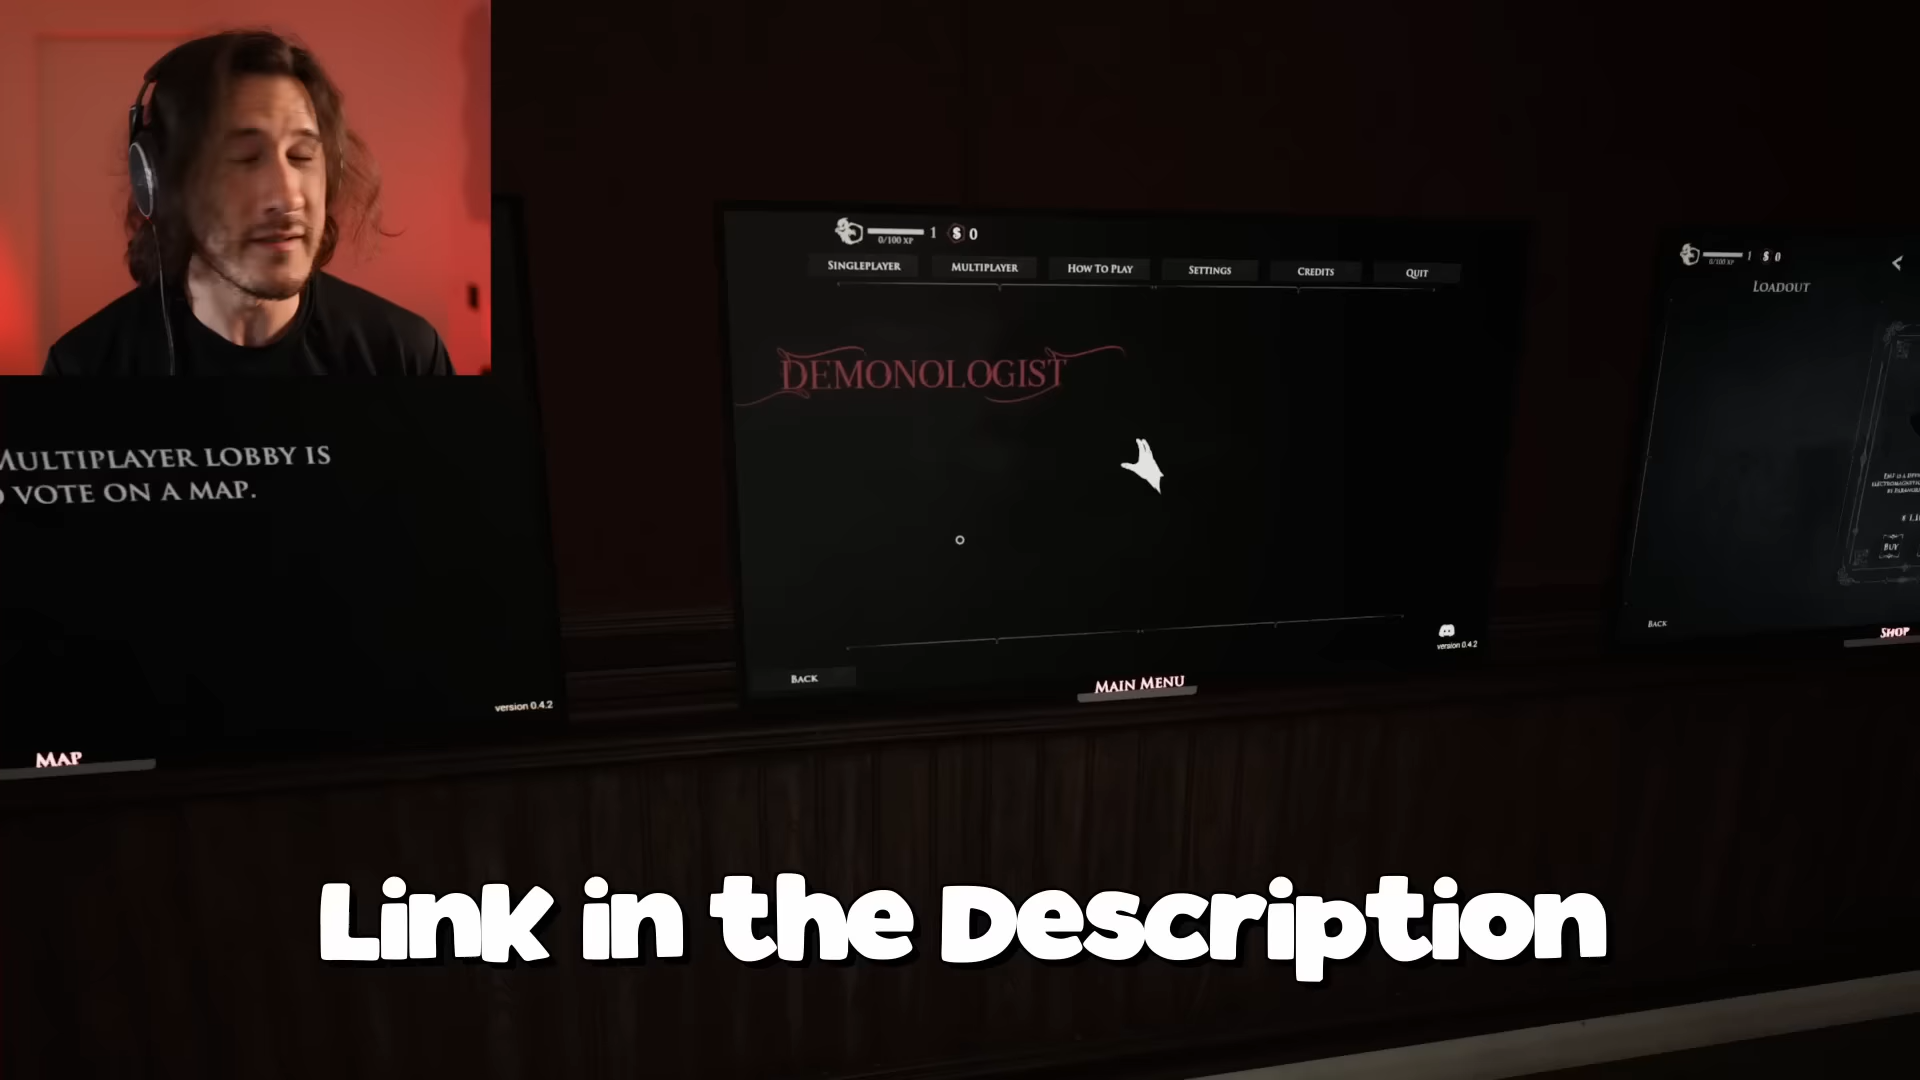 MULTIPLAYER LOBBY IS
VOTE ON A MAP.
version 0.4.2
MAP
0/100 XP 1 $ 0
SINGLEPLAYER MULTIPLAYER HOW TO PLAY SETTINGS CREDITS QUIT
DEMONOLOGIST
version 0.4.2
BACK
MAIN MENU
0/100 XP 1 $ 0
LOADOUT
BUY
BACK
SHOP
Link in the Description